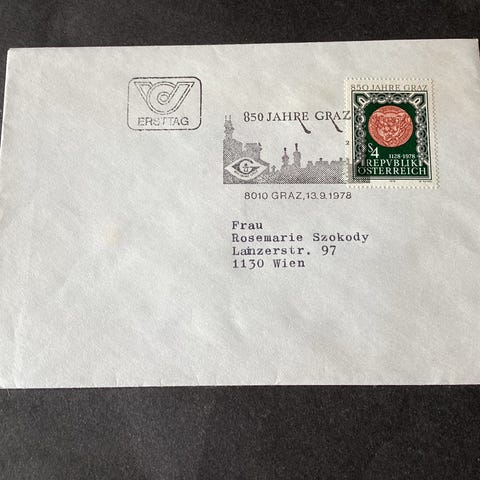 ERSTTAG
850 JAHRE GRAZ
8010 GRAZ, 13.9.1978
850 JAHRE GRAZ
1128-1978
S4
REPVBLIK
ÖSTERREICH
Frau
Rosemarie Szokody
Lainzerstr. 97
1130 Wien